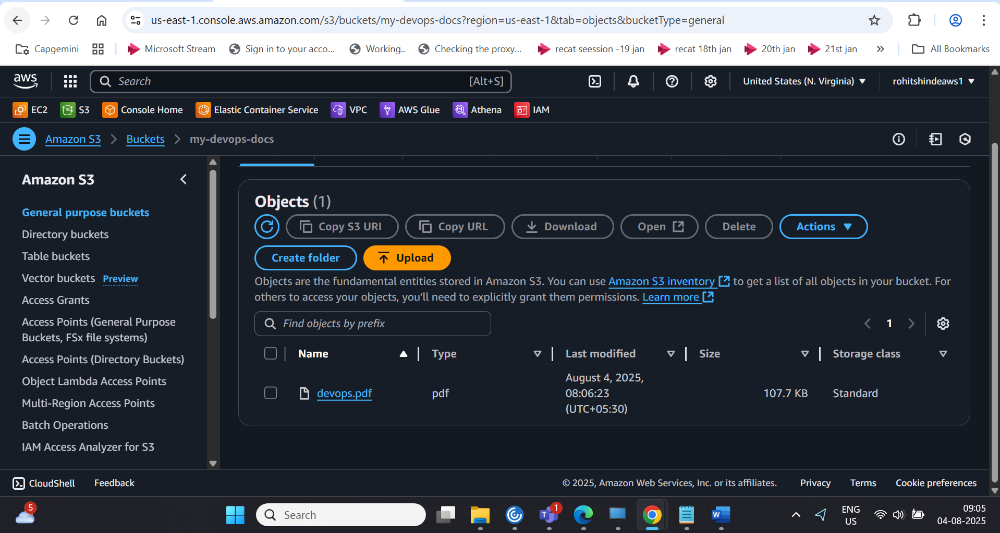 us-east-1.console.aws.amazon.com/s3/buckets/my-devops-docs?region=us-east-1&tab=objects&bucketType=general
Capgemini
Microsoft Stream
Sign in to your acco...
Working..
Checking the proxy...
recat seession -19 jan
recat 18th jan
20th jan
21st jan
»
All Bookmarks
aws
Search
[Alt+S]
United States (N. Virginia)
rohitshindeaws1
EC2
S3
Console Home
Elastic Container Service
VPC
AWS Glue
Athena
IAM
Amazon S3
Buckets
my-devops-docs
Amazon S3
General purpose buckets
Directory buckets
Table buckets
Vector buckets Preview
Access Grants
Access Points (General Purpose
Buckets, FSx file systems)
Access Points (Directory Buckets)
Object Lambda Access Points
Multi-Region Access Points
Batch Operations
IAM Access Analyzer for S3
Objects (1)
Copy S3 URI
Copy URL
Download
Open
Delete
Actions
Create folder
Upload
Objects are the fundamental entities stored in Amazon S3. You can use Amazon S3 inventory to get a list of all objects in your bucket. For
others to access your objects, you'll need to explicitly grant them permissions. Learn more
Find objects by prefix
1
Name
Type
Last modified
Size
Storage class
devops.pdf
pdf
August 4, 2025,
08:06:23
(UTC+05:30)
107.7 KB
Standard
CloudShell
Feedback
© 2025, Amazon Web Services, Inc. or its affiliates.
Privacy
Terms
Cookie preferences
5
Search
T
1
W
ENG
US
09:05
04-08-2025